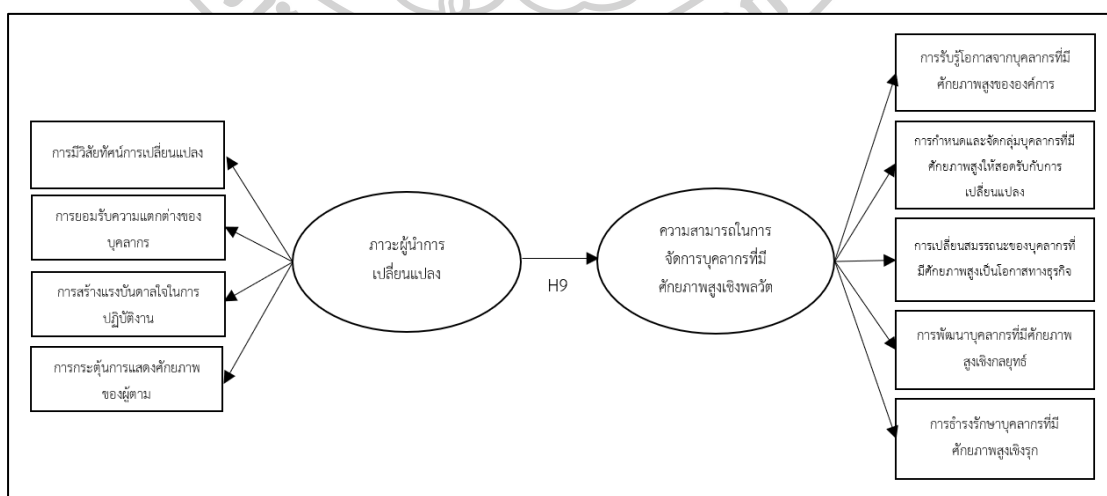 การมีวิสัยทัศน์การเปลี่ยนแปลง
การยอมรับความแตกต่างของ
บุคลากร
การสร้างแรงบันดาลใจในการ
ปฏิบัติงาน
การกระตุ้นการแสดงศักยภาพ
ของผู้ตาม
ภาวะผู้นำการ
เปลี่ยนแปลง
H9
ความสามารถในการ
จัดการบุคลากรที่มี
ศักยภาพสูงเชิงพลวัต
การรับรู้โอกาสจากบุคลากรที่มี
ศักยภาพสูงขององค์การ
การกำหนดและจัดกลุ่มบุคลากรที่มี
ศักยภาพสูงให้สอดรับกับการ
เปลี่ยนแปลง
การเปลี่ยนสมรรถนะของบุคลากรที่
มีศักยภาพสูงเป็นโอกาสทางธุรกิจ
การพัฒนาบุคลากรที่มีศักยภาพ
สูงเชิงกลยุทธ์
การธำรงรักษาบุคลากรที่มี
ศักยภาพสูงเชิงรุก